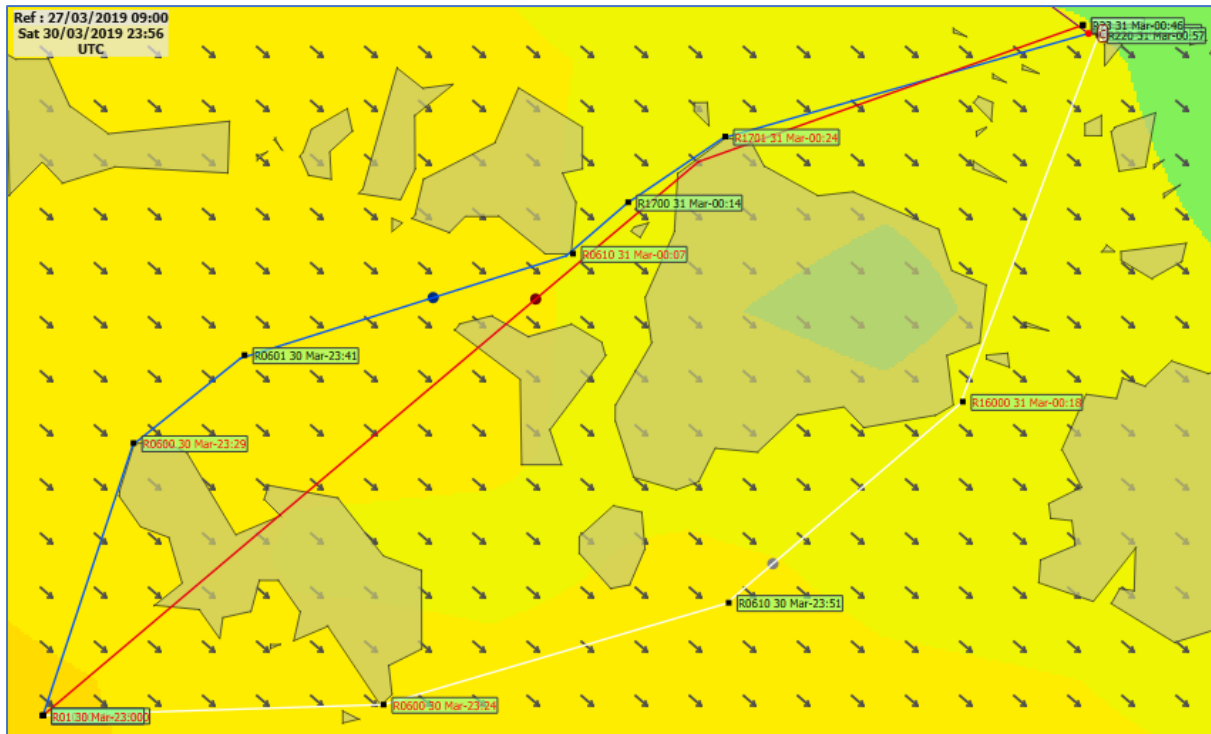 Ref : 27/03/2019 09:00
Sat 30/03/2019 23:56
UTC
31 Mar-00:46
R220 31 Mar-00:57
R1701 31 Mar-00:24
R1700 31 Mar-00:14
R0610 31 Mar-00:07
R0601 30 Mar-23:41
R16000 31 Mar-00:18
R0600 30 Mar-23:29
R0610 30 Mar-23:51
R0600 30 Mar-23:24
R01 30 Mar-23:00